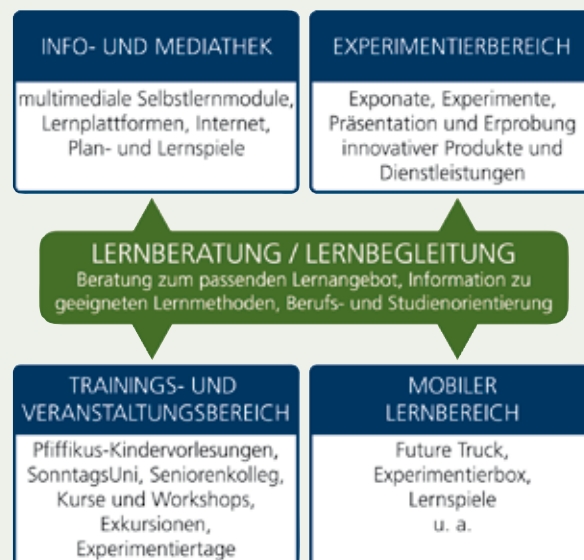 INFO- UND MEDIATHEK
multimediale Selbstlernmodule,
Lernplattformen, Internet,
Plan- und Lernspiele
EXPERIMENTIERBEREICH
Exponate, Experimente,
Präsentation und Erprobung
innovativer Produkte und
Dienstleistungen
LERNBERATUNG / LERNBEGLEITUNG
Beratung zum passenden Lernangebot, Information zu
geeigneten Lernmethoden, Berufs- und Studienorientierung
TRAININGS- UND
VERANSTALTUNGSBEREICH
Pfiffikus-Kindervorlesungen,
SonntagsUni, Seniorenkolleg,
Kurse und Workshops,
Exkursionen,
Experimentiertage
MOBILER
LERNBEREICH
Future Truck,
Experimentierbox,
Lernspiele
u. a.